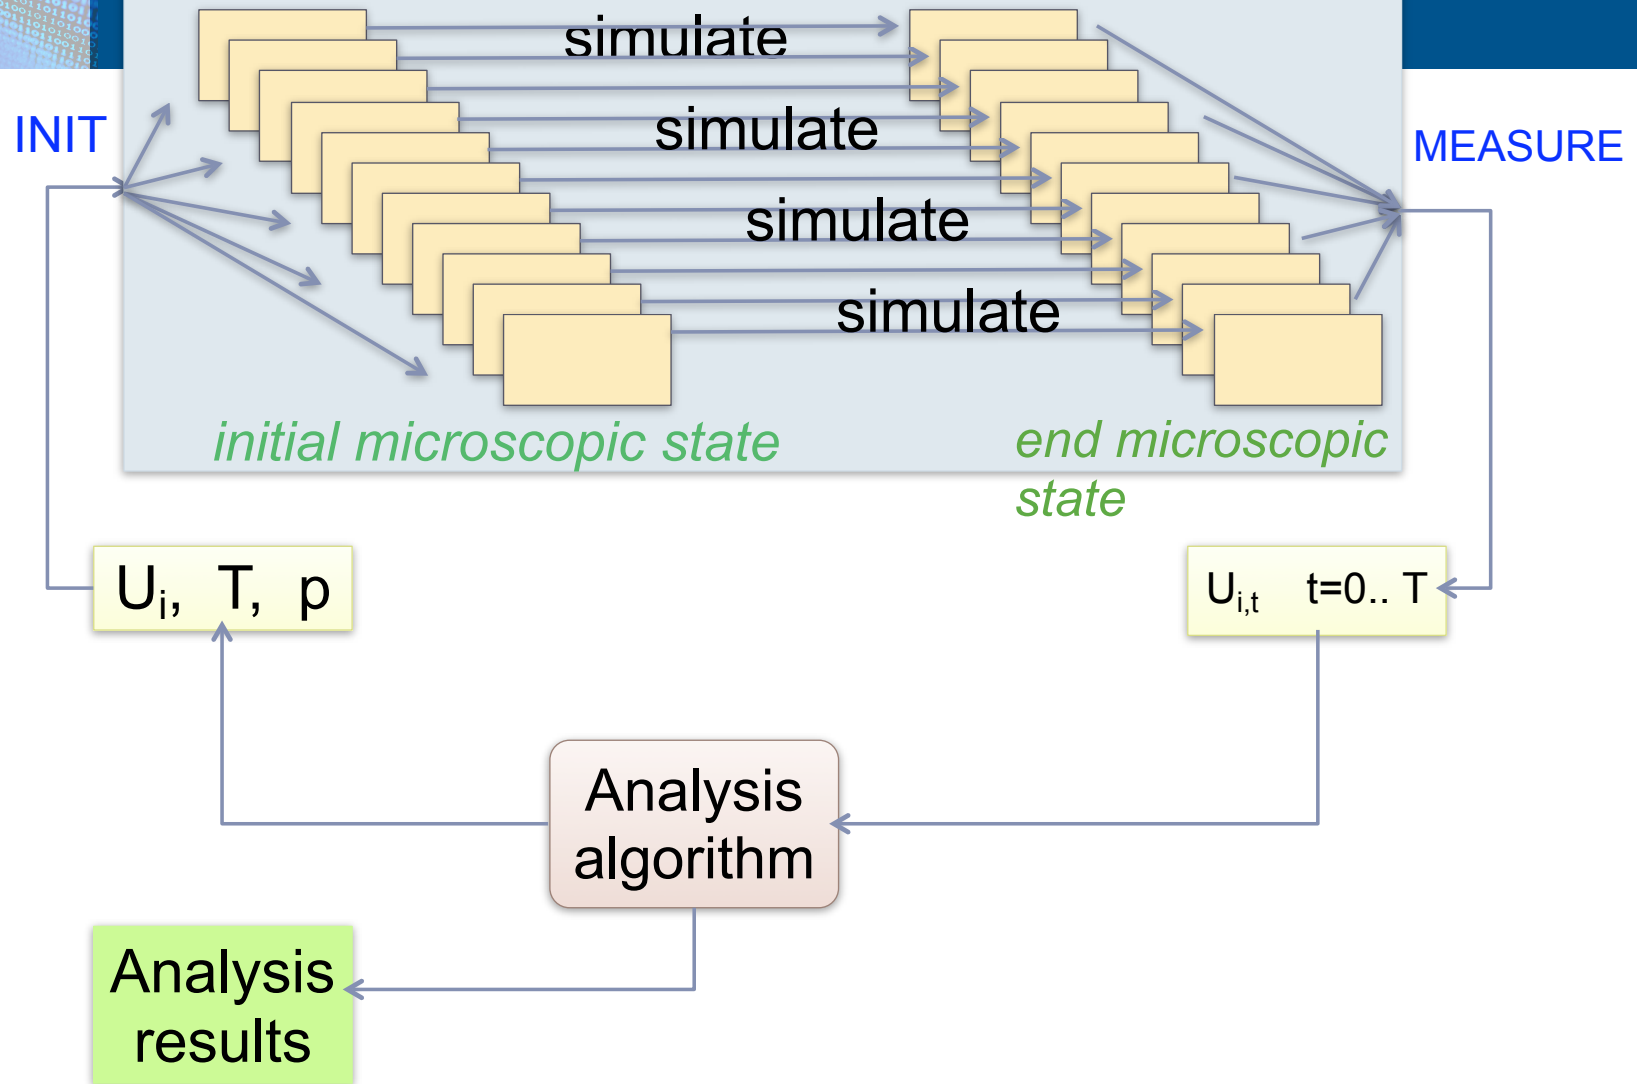 simulate
INIT
simulate
MEASURE
simulate
simulate
initial microscopic state
end microscopic
state
Ui, T, p
Ui,t t=0.. T
Analysis
algorithm
Analysis
results